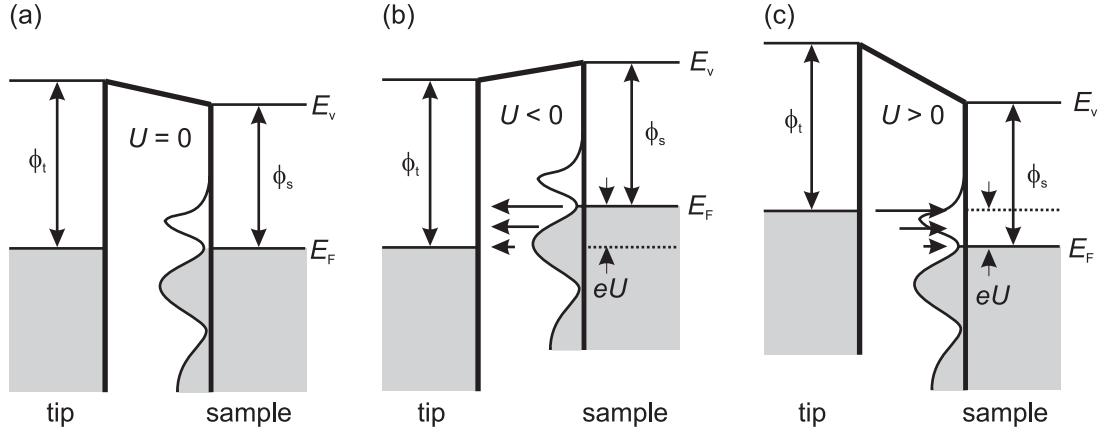 (a)
E_v
U = 0
ϕ_t
ϕ_s
E_F
tip
sample
(b)
E_v
U < 0
ϕ_s
ϕ_t
E_F
eU
tip
sample
(c)
E_v
U > 0
ϕ_t
ϕ_s
E_F
eU
tip
sample